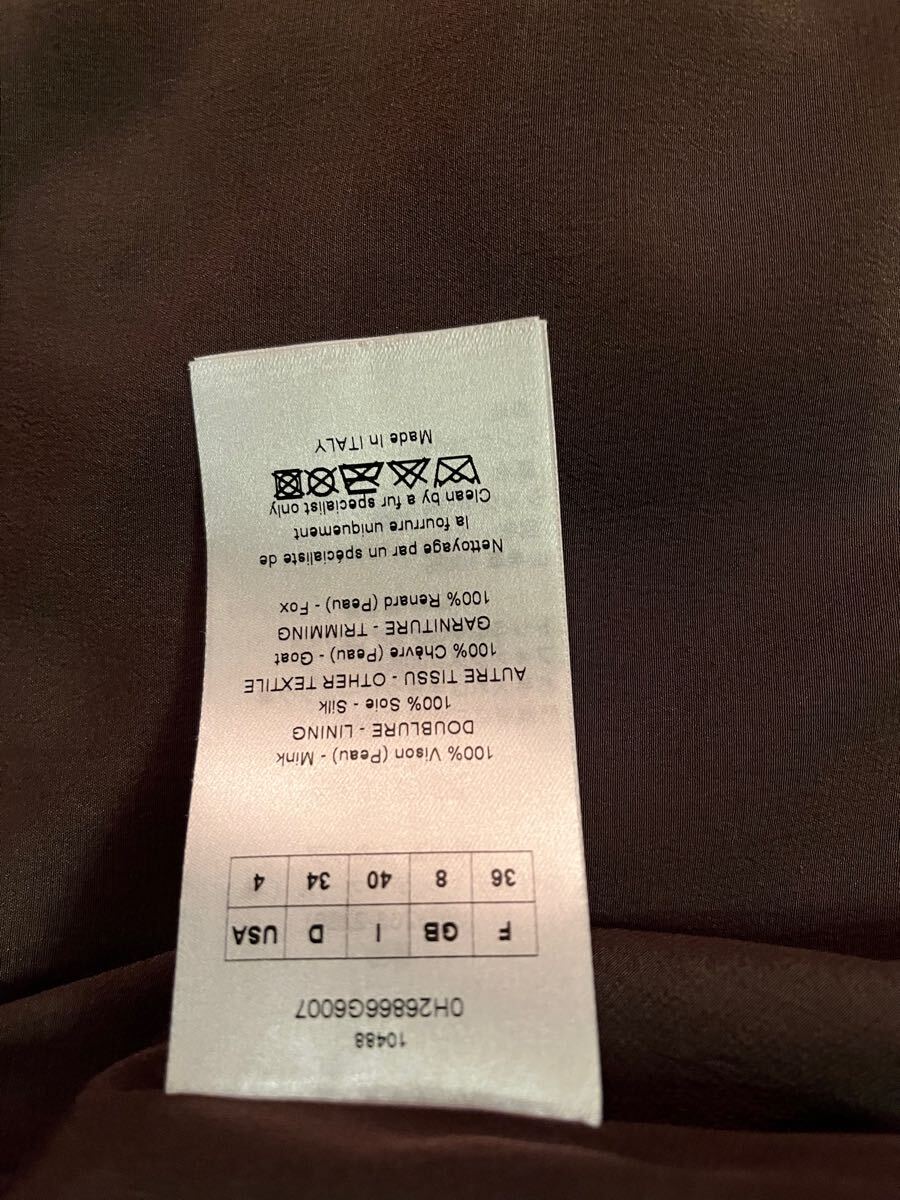 10488
0H26866G6007
F GB I D USA
36 8 40 34 4
100% Vison (Peau) - Mink
DOUBLURE - LINING
100% Soie - Silk
AUTRE TISSU - OTHER TEXTILE
100% Chèvre (Peau) - Goat
GARNITURE - TRIMMING
100% Renard (Peau) - Fox
Nettoyage par un spécialiste de
la fourrure uniquement
Clean by a fur specialist only
Made In ITALY